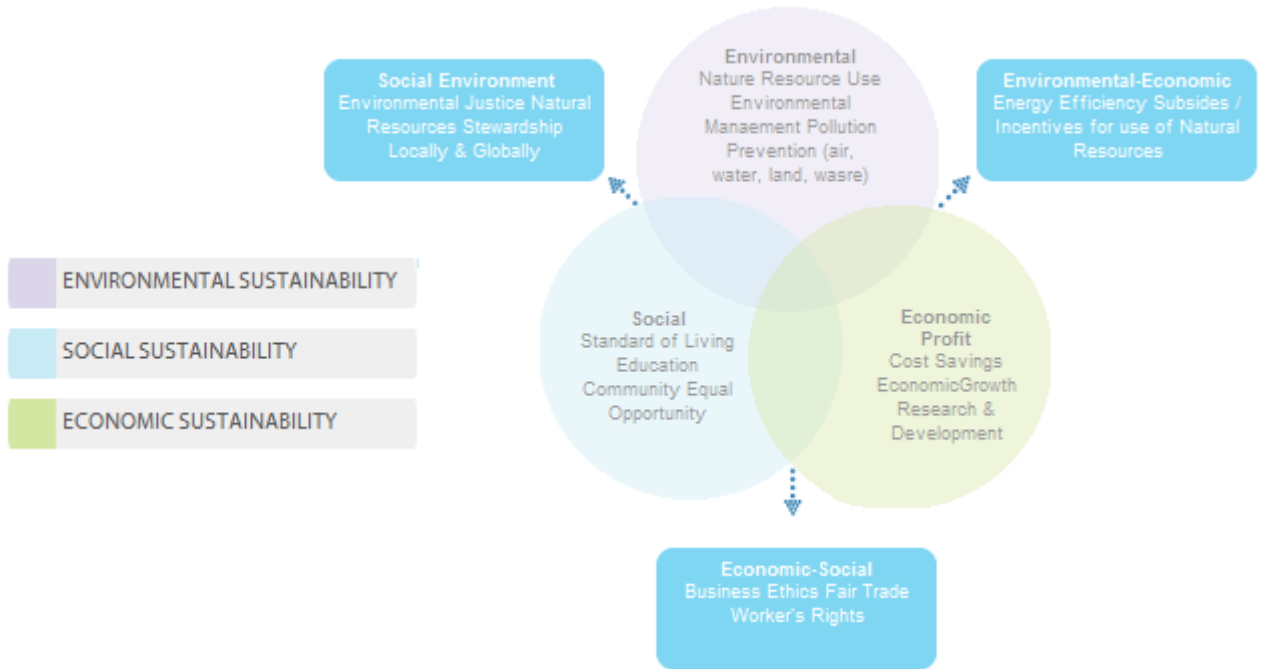 Environmental
Nature Resource Use
Environmental
Manaement Pollution
Prevention (air,
water, land, wasre)
Social Environment
Environmental Justice Natural
Resources Stewardship
Locally & Globally
Environmental-Economic
Energy Efficiency Subsides /
Incentives for use of Natural
Resources
ENVIRONMENTAL SUSTAINABILITY
SOCIAL SUSTAINABILITY
ECONOMIC SUSTAINABILITY
Social
Standard of Living
Education
Community Equal
Opportunity
Economic
Profit
Cost Savings
EconomicGrowth
Research &
Development
Economic-Social
Business Ethics Fair Trade
Worker's Rights